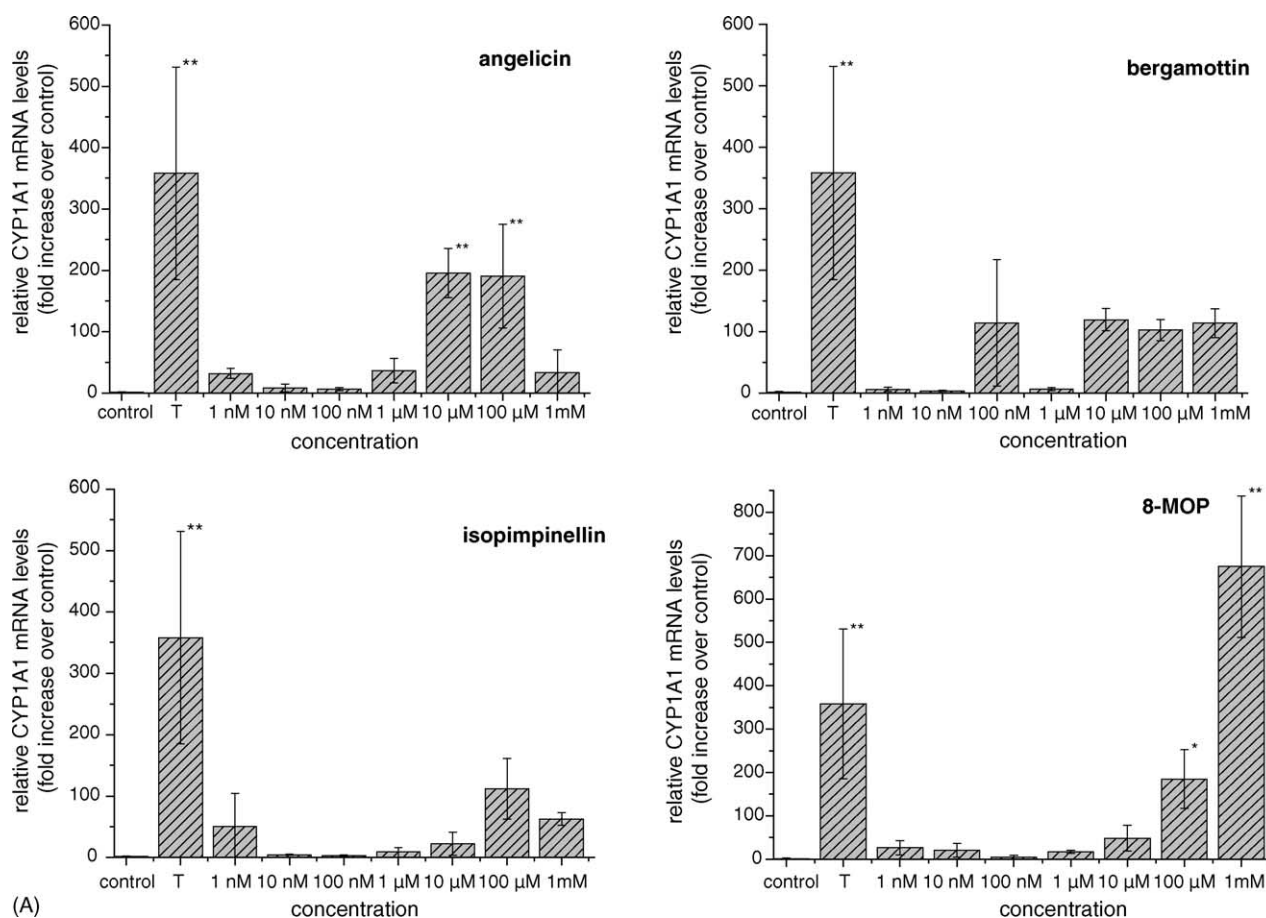 600
500
400
300
200
100
0
relative CYP1A1 mRNA levels
(fold increase over control)
angelicin
**
**
**
control T 1 nM 10 nM 100 nM 1 µM 10 µM 100 µM 1mM
concentration
600
500
400
300
200
100
0
relative CYP1A1 mRNA levels
(fold increase over control)
bergamottin
**
control T 1 nM 10 nM 100 nM 1 µM 10 µM 100 µM 1mM
concentration
600
500
400
300
200
100
0
relative CYP1A1 mRNA levels
(fold increase over control)
isopimpinellin
**
control T 1 nM 10 nM 100 nM 1 µM 10 µM 100 µM 1mM
concentration
800
700
600
500
400
300
200
100
0
relative CYP1A1 mRNA levels
(fold increase over control)
8-MOP
**
*
**
control T 1 nM 10 nM 100 nM 1 µM 10 µM 100 µM 1mM
concentration
(A)